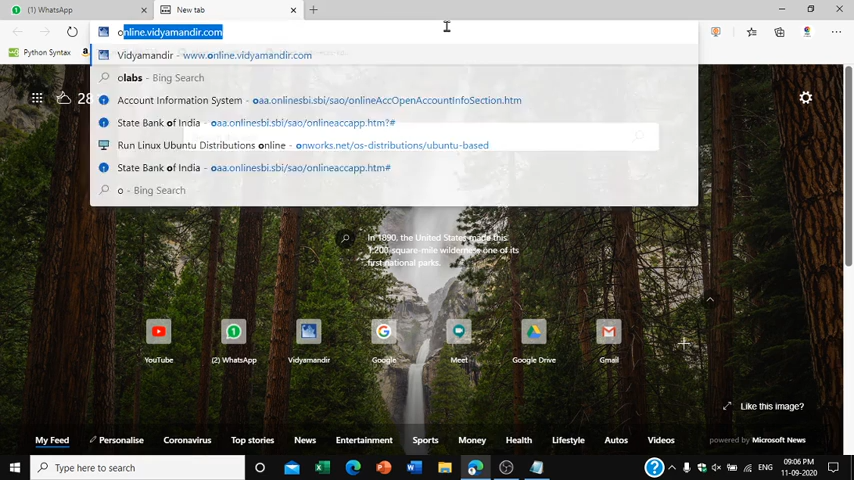 (1) WhatsApp
New tab
online.vidyamandir.com
Python Syntax
Vidyamandir - www.online.vidyamandir.com
olabs - Bing Search
Account Information System - oaa.onlinesbi.sbi/sao/onlineAccOpenAccountInfoSection.htm
28
State Bank of India - oaa.onlinesbi.sbi/sao/onlineaccapp.htm?#
Run Linux Ubuntu Distributions online - onworks.net/os-distributions/ubuntu-based
State Bank of India - oaa.onlinesbi.sbi/sao/onlineaccapp.htm#
o - Bing Search
In 1890, the United States made this
1,200-square-mile wilderness one of its
first national parks.
YouTube
(2) WhatsApp
Vidyamandir
Google
Meet
Google Drive
Gmail
Like this image?
My Feed
Personalise
Coronavirus
Top stories
News
Entertainment
Sports
Money
Health
Lifestyle
Autos
Videos
powered by Microsoft News
Type here to search
ENG
09:06 PM
11-09-2020